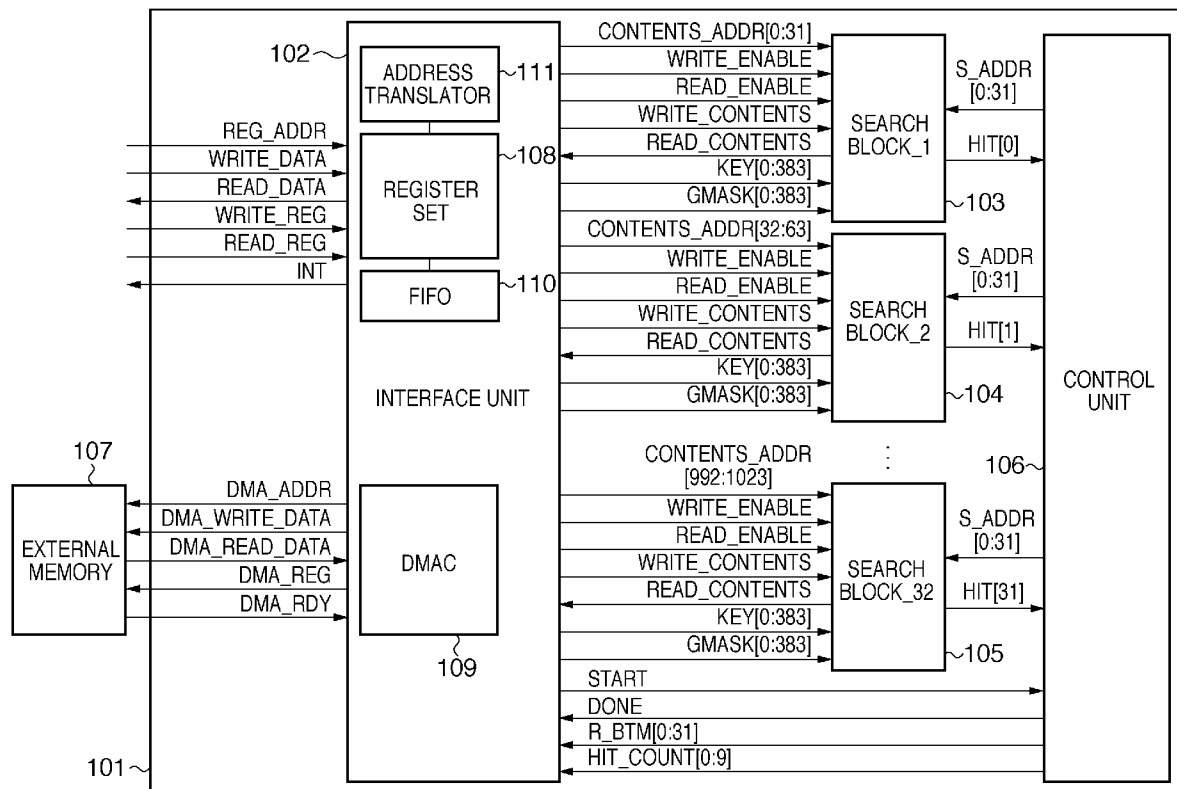 102
ADDRESS
TRANSLATOR
111
REG_ADDR
WRITE_DATA
READ_DATA
WRITE_REG
READ_REG
INT
108
REGISTER
SET
FIFO
110
INTERFACE UNIT
107
EXTERNAL
MEMORY
DMA_ADDR
DMA_WRITE_DATA
DMA_READ_DATA
DMA_REG
DMA_RDY
DMAC
109
101
CONTENTS_ADDR[0:31]
WRITE_ENABLE
READ_ENABLE
WRITE_CONTENTS
READ_CONTENTS
KEY[0:383]
GMASK[0:383]
SEARCH
BLOCK_1
103
S_ADDR
[0:31]
HIT[0]
CONTENTS_ADDR[32:63]
WRITE_ENABLE
READ_ENABLE
WRITE_CONTENTS
READ_CONTENTS
KEY[0:383]
GMASK[0:383]
SEARCH
BLOCK_2
104
S_ADDR
[0:31]
HIT[1]
CONTENTS_ADDR
[992:1023]
WRITE_ENABLE
READ_ENABLE
WRITE_CONTENTS
READ_CONTENTS
KEY[0:383]
GMASK[0:383]
SEARCH
BLOCK_32
105
S_ADDR
[0:31]
HIT[31]
START
DONE
R_BTM[0:31]
HIT_COUNT[0:9]
CONTROL
UNIT
106